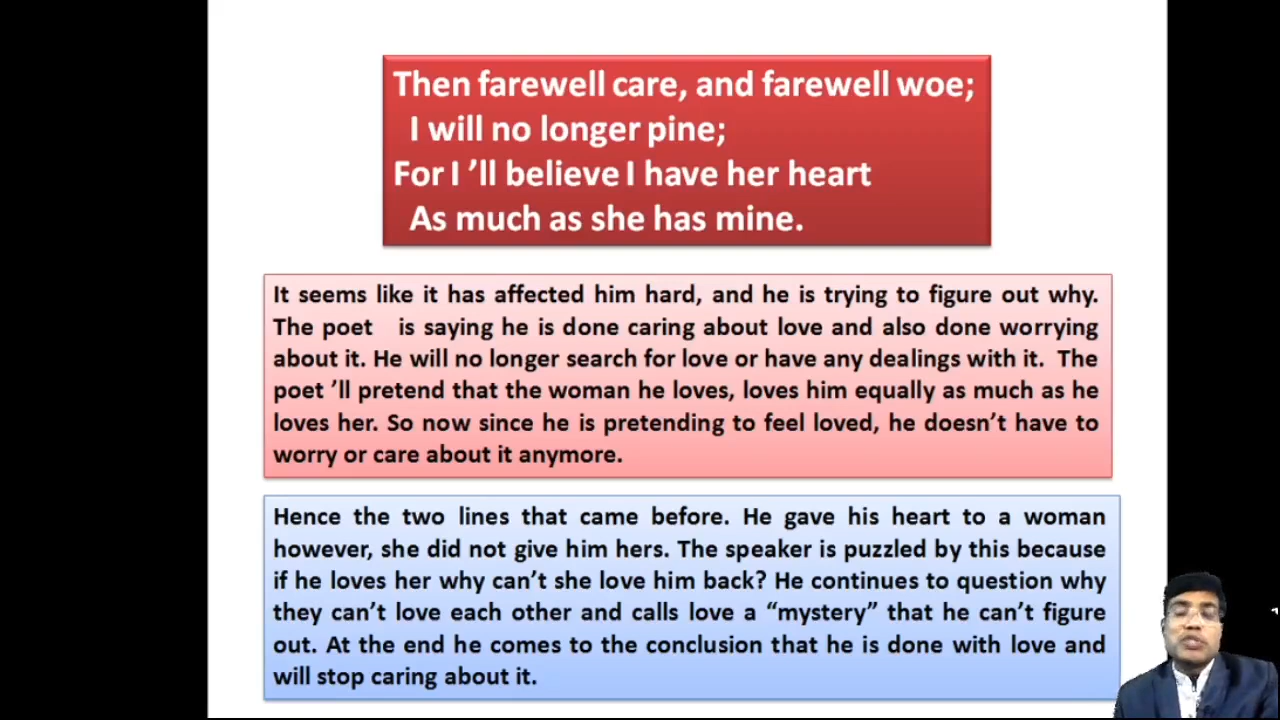 Then farewell care, and farewell woe;
I will no longer pine;
For I ’ll believe I have her heart
As much as she has mine.
It seems like it has affected him hard, and he is trying to figure out why.
The poet is saying he is done caring about love and also done worrying
about it. He will no longer search for love or have any dealings with it. The
poet ’ll pretend that the woman he loves, loves him equally as much as he
loves her. So now since he is pretending to feel loved, he doesn’t have to
worry or care about it anymore.
Hence the two lines that came before. He gave his heart to a woman
however, she did not give him hers. The speaker is puzzled by this because
if he loves her why can’t she love him back? He continues to question why
they can’t love each other and calls love a “mystery” that he can’t figure
out. At the end he comes to the conclusion that he is done with love and
will stop caring about it.